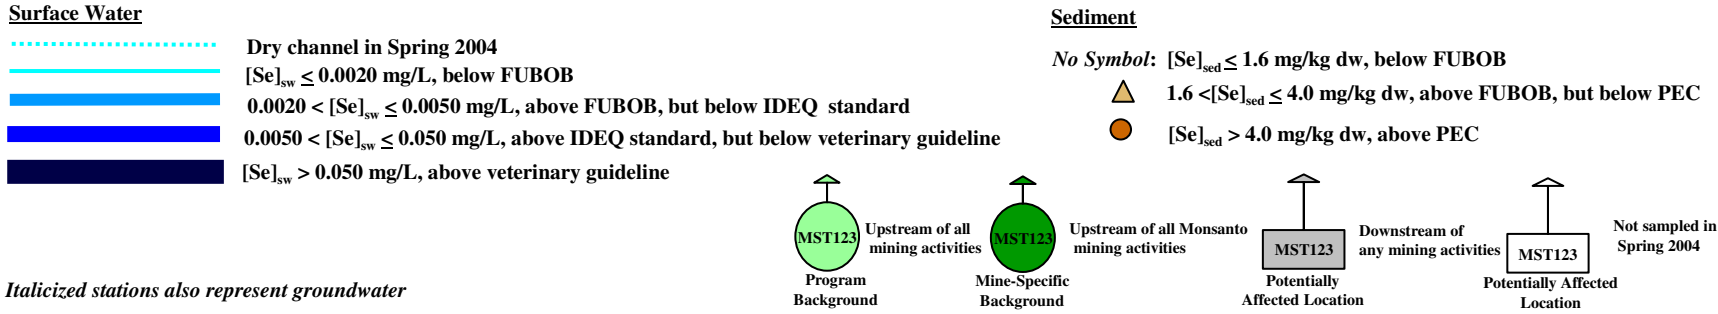 Surface Water
Dry channel in Spring 2004
[Se]sw ≤ 0.0020 mg/L, below FUBOB
0.0020 < [Se]sw ≤ 0.0050 mg/L, above FUBOB, but below IDEQ standard
0.0050 < [Se]sw ≤ 0.050 mg/L, above IDEQ standard, but below veterinary guideline
[Se]sw > 0.050 mg/L, above veterinary guideline
Italicized stations also represent groundwater
Sediment
No Symbol: [Se]sed ≤ 1.6 mg/kg dw, below FUBOB
1.6 <[Se]sed ≤ 4.0 mg/kg dw, above FUBOB, but below PEC
[Se]sed > 4.0 mg/kg dw, above PEC
MST123
Upstream of all
mining activities
Program
Background
MST123
Upstream of all Monsanto
mining activities
Mine-Specific
Background
MST123
Downstream of
any mining activities
Potentially
Affected Location
MST123
Not sampled in
Spring 2004
Potentially Affected
Location